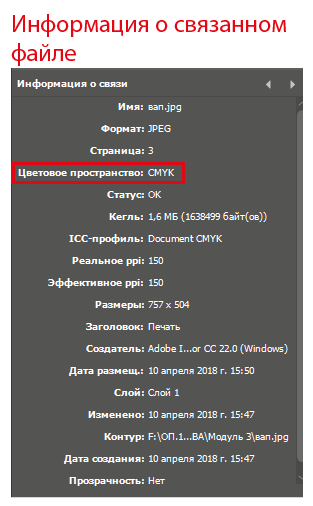 Информация о связанном
файле
Информация о связи
Имя: вап.jpg
Формат: JPEG
Страница: 3
Цветовое пространство: CMYK
Статус: OK
Кегль: 1,6 МБ (1638499 байт(ов))
ICC-профиль: Document CMYK
Реальное ppi: 150
Эффективное ppi: 150
Размеры: 757 x 504
Заголовок: Печать
Создатель: Adobe I...or CC 22.0 (Windows)
Дата размещ.: 10 апреля 2018 г. 15:50
Слой: Слой 1
Изменено: 10 апреля 2018 г. 15:47
Контур: F:\ОП.1...ВА\Модуль 3\вап.jpg
Дата создания: 10 апреля 2018 г. 15:47
Прозрачность: Нет